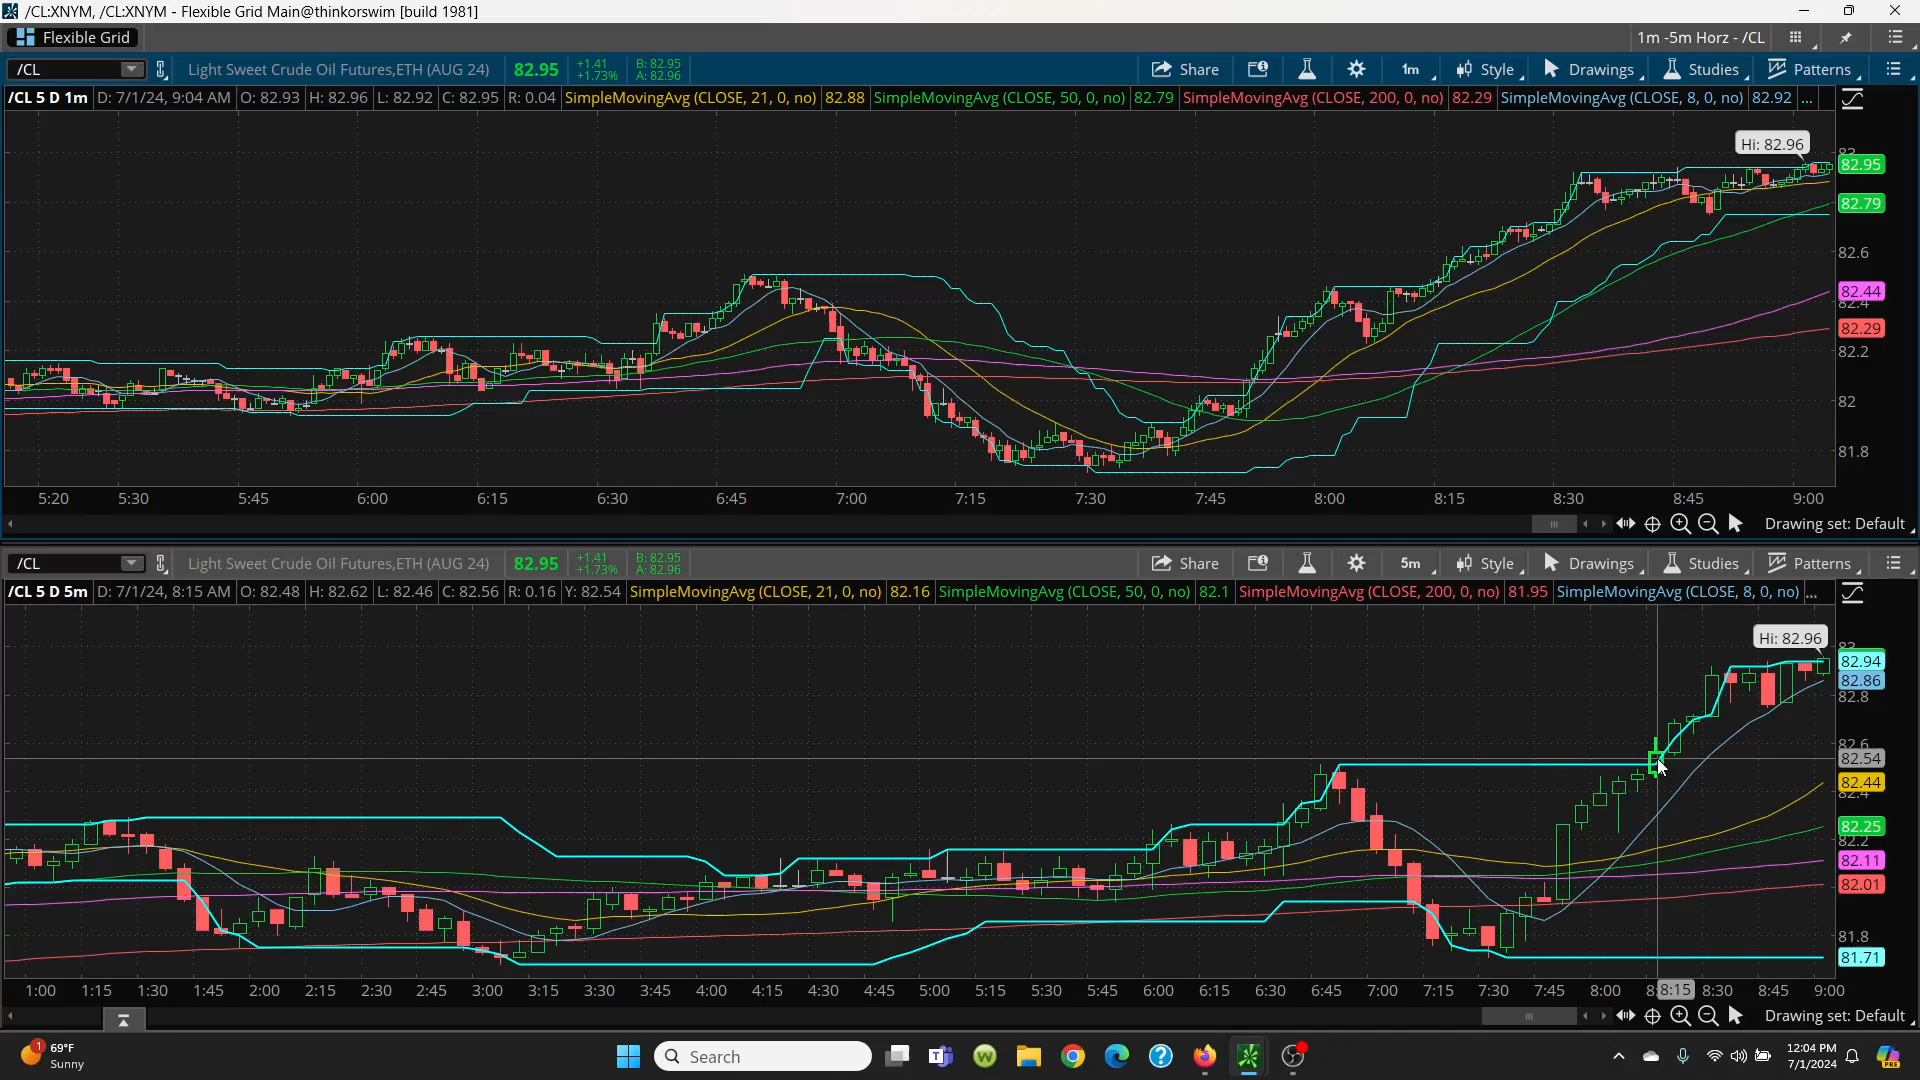 /CL:XNYM, /CL:XNYM - Flexible Grid Main@thinkorswim [build 1981]
Flexible Grid
1m -5m Horz - /CL
/CL Light Sweet Crude Oil Futures,ETH (AUG 24) 82.95 +1.41 +1.73% B: 82.95 A: 82.96 Share 1m Style Drawings Studies Patterns
/CL 5 D 1m D: 7/1/24, 9:04 AM O: 82.93 H: 82.96 L: 82.92 C: 82.95 R: 0.04 SimpleMovingAvg (CLOSE, 21, 0, no) 82.88 SimpleMovingAvg (CLOSE, 50, 0, no) 82.79 SimpleMovingAvg (CLOSE, 200, 0, no) 82.29 SimpleMovingAvg (CLOSE, 8, 0, no) 82.92 ...
Hi: 82.96
82.95
82.79
82.6
82.44
82.4
82.29
82.2
82
81.8
5:20 5:30 5:45 6:00 6:15 6:30 6:45 7:00 7:15 7:30 7:45 8:00 8:15 8:30 8:45 9:00
Drawing set: Default
/CL Light Sweet Crude Oil Futures,ETH (AUG 24) 82.95 +1.41 +1.73% B: 82.95 A: 82.96 Share 5m Style Drawings Studies Patterns
/CL 5 D 5m D: 7/1/24, 8:15 AM O: 82.48 H: 82.62 L: 82.46 C: 82.56 R: 0.16 Y: 82.54 SimpleMovingAvg (CLOSE, 21, 0, no) 82.16 SimpleMovingAvg (CLOSE, 50, 0, no) 82.1 SimpleMovingAvg (CLOSE, 200, 0, no) 81.95 SimpleMovingAvg (CLOSE, 8, 0, no) ...
Hi: 82.96
82.94
82.86
82.8
82.6
82.54
82.44
82.4
82.25
82.2
82.11
82.01
81.8
81.71
1:00 1:15 1:30 1:45 2:00 2:15 2:30 2:45 3:00 3:15 3:30 3:45 4:00 4:15 4:30 4:45 5:00 5:15 5:30 5:45 6:00 6:15 6:30 6:45 7:00 7:15 7:30 7:45 8:00 8:15 8:30 8:45 9:00
Drawing set: Default
1 69°F
Sunny
Search
12:04 PM
7/1/2024
PRE